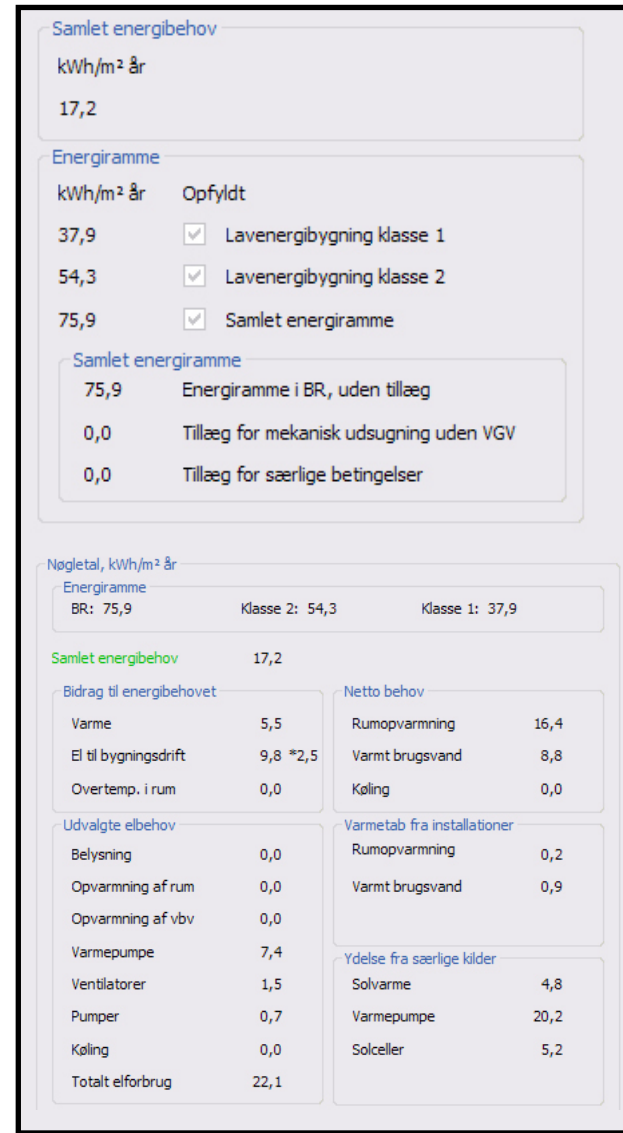 Samlet energibehov
kWh/m² år
17,2
Energiramme
kWh/m² år Opfyldt
37,9 Lavenergibygning klasse 1
54,3 Lavenergibygning klasse 2
75,9 Samlet energiramme
Samlet energiramme
75,9 Energiramme i BR, uden tillæg
0,0 Tillæg for mekanisk udsugning uden VGV
0,0 Tillæg for særlige betingelser
Nøgletal, kWh/m² år
Energiramme
BR: 75,9 Klasse 2: 54,3 Klasse 1: 37,9
Samlet energibehov 17,2
Bidrag til energibehovet
Varme 5,5
El til bygningsdrift 9,8 *2,5
Overtemp. i rum 0,0
Netto behov
Rumopvarmning 16,4
Varmt brugsvand 8,8
Køling 0,0
Udvalgte elbehov
Belysning 0,0
Opvarmning af rum 0,0
Opvarmning af vbv 0,0
Varmepumpe 7,4
Ventilatorer 1,5
Pumper 0,7
Køling 0,0
Totalt elforbrug 22,1
Varmetab fra installationer
Rumopvarmning 0,2
Varmt brugsvand 0,9
Ydelse fra særlige kilder
Solvarme 4,8
Varmepumpe 20,2
Solceller 5,2